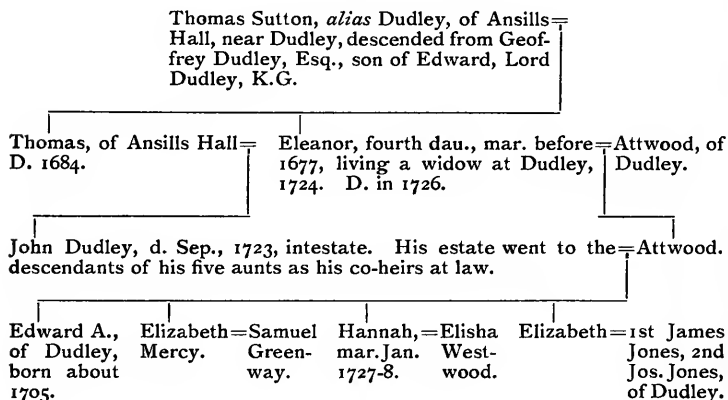 Thomas Sutton, alias Dudley, of Ansills=
Hall, near Dudley, descended from Geof-
frey Dudley, Esq., son of Edward, Lord
Dudley, K.G.
Thomas, of Ansills Hall=
D. 1684.
Eleanor, fourth dau., mar. before=Attwood, of
1677, living a widow at Dudley, Dudley.
1724. D. in 1726.
John Dudley, d. Sep., 1723, intestate. His estate went to the=Attwood.
descendants of his five aunts as his co-heirs at law.
Edward A.,
of Dudley,
born about
1705.
Elizabeth=Samuel
Mercy. Green-
way.
Hannah,=Elisha
mar. Jan. West-
1727-8. wood.
Elizabeth=1st James
Jones, 2nd
Jos. Jones,
of Dudley.